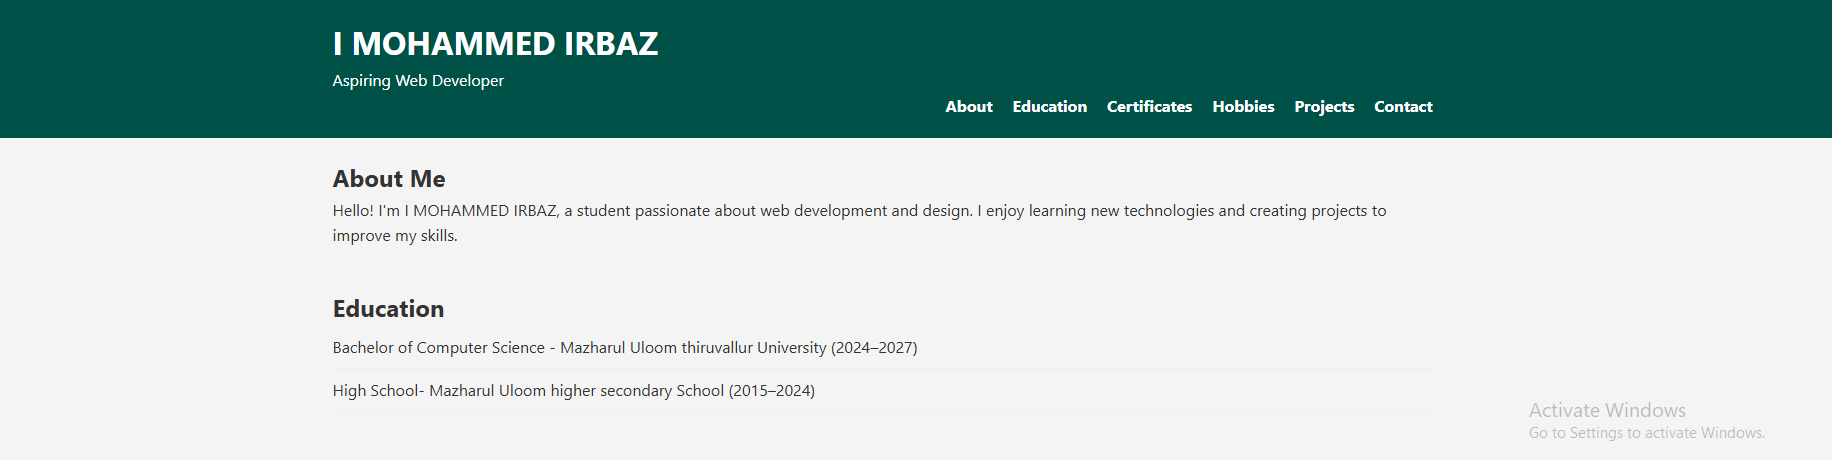 I MOHAMMED IRBAZ
Aspiring Web Developer
About Education Certificates Hobbies Projects Contact
About Me
Hello! I'm I MOHAMMED IRBAZ, a student passionate about web development and design. I enjoy learning new technologies and creating projects to
improve my skills.
Education
Bachelor of Computer Science - Mazharul Uloom thiruvallur University (2024–2027)
High School- Mazharul Uloom higher secondary School (2015–2024)
Activate Windows
Go to Settings to activate Windows.